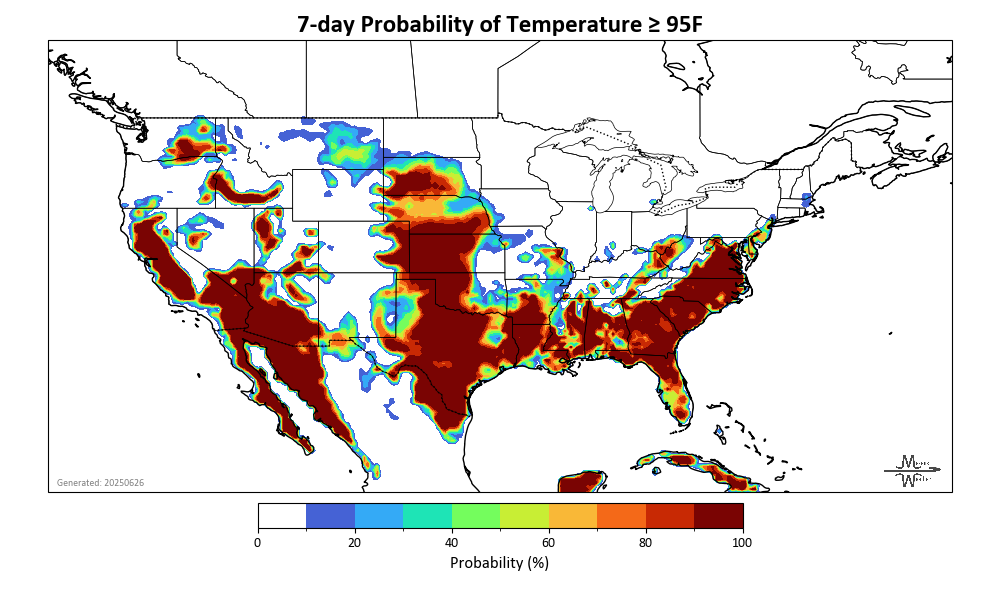 7-day Probability of Temperature ≥ 95F
Generated: 20250626
0 20 40 60 80 100
Probability (%)